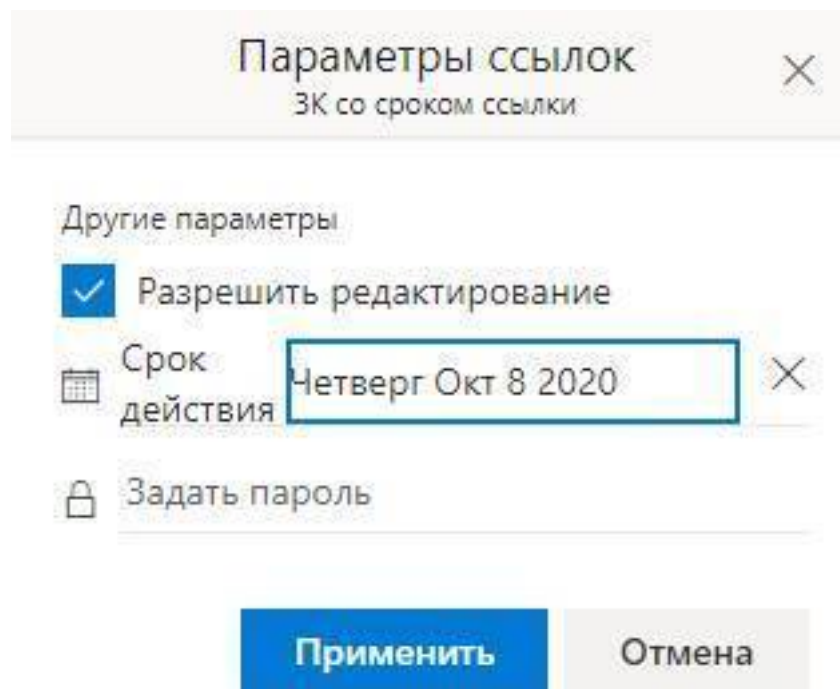 Параметры ссылок
ЗК со сроком ссылки
Другие параметры
Разрешить редактирование
Срок
действия
Четверг Окт 8 2020
Задать пароль
Применить
Отмена